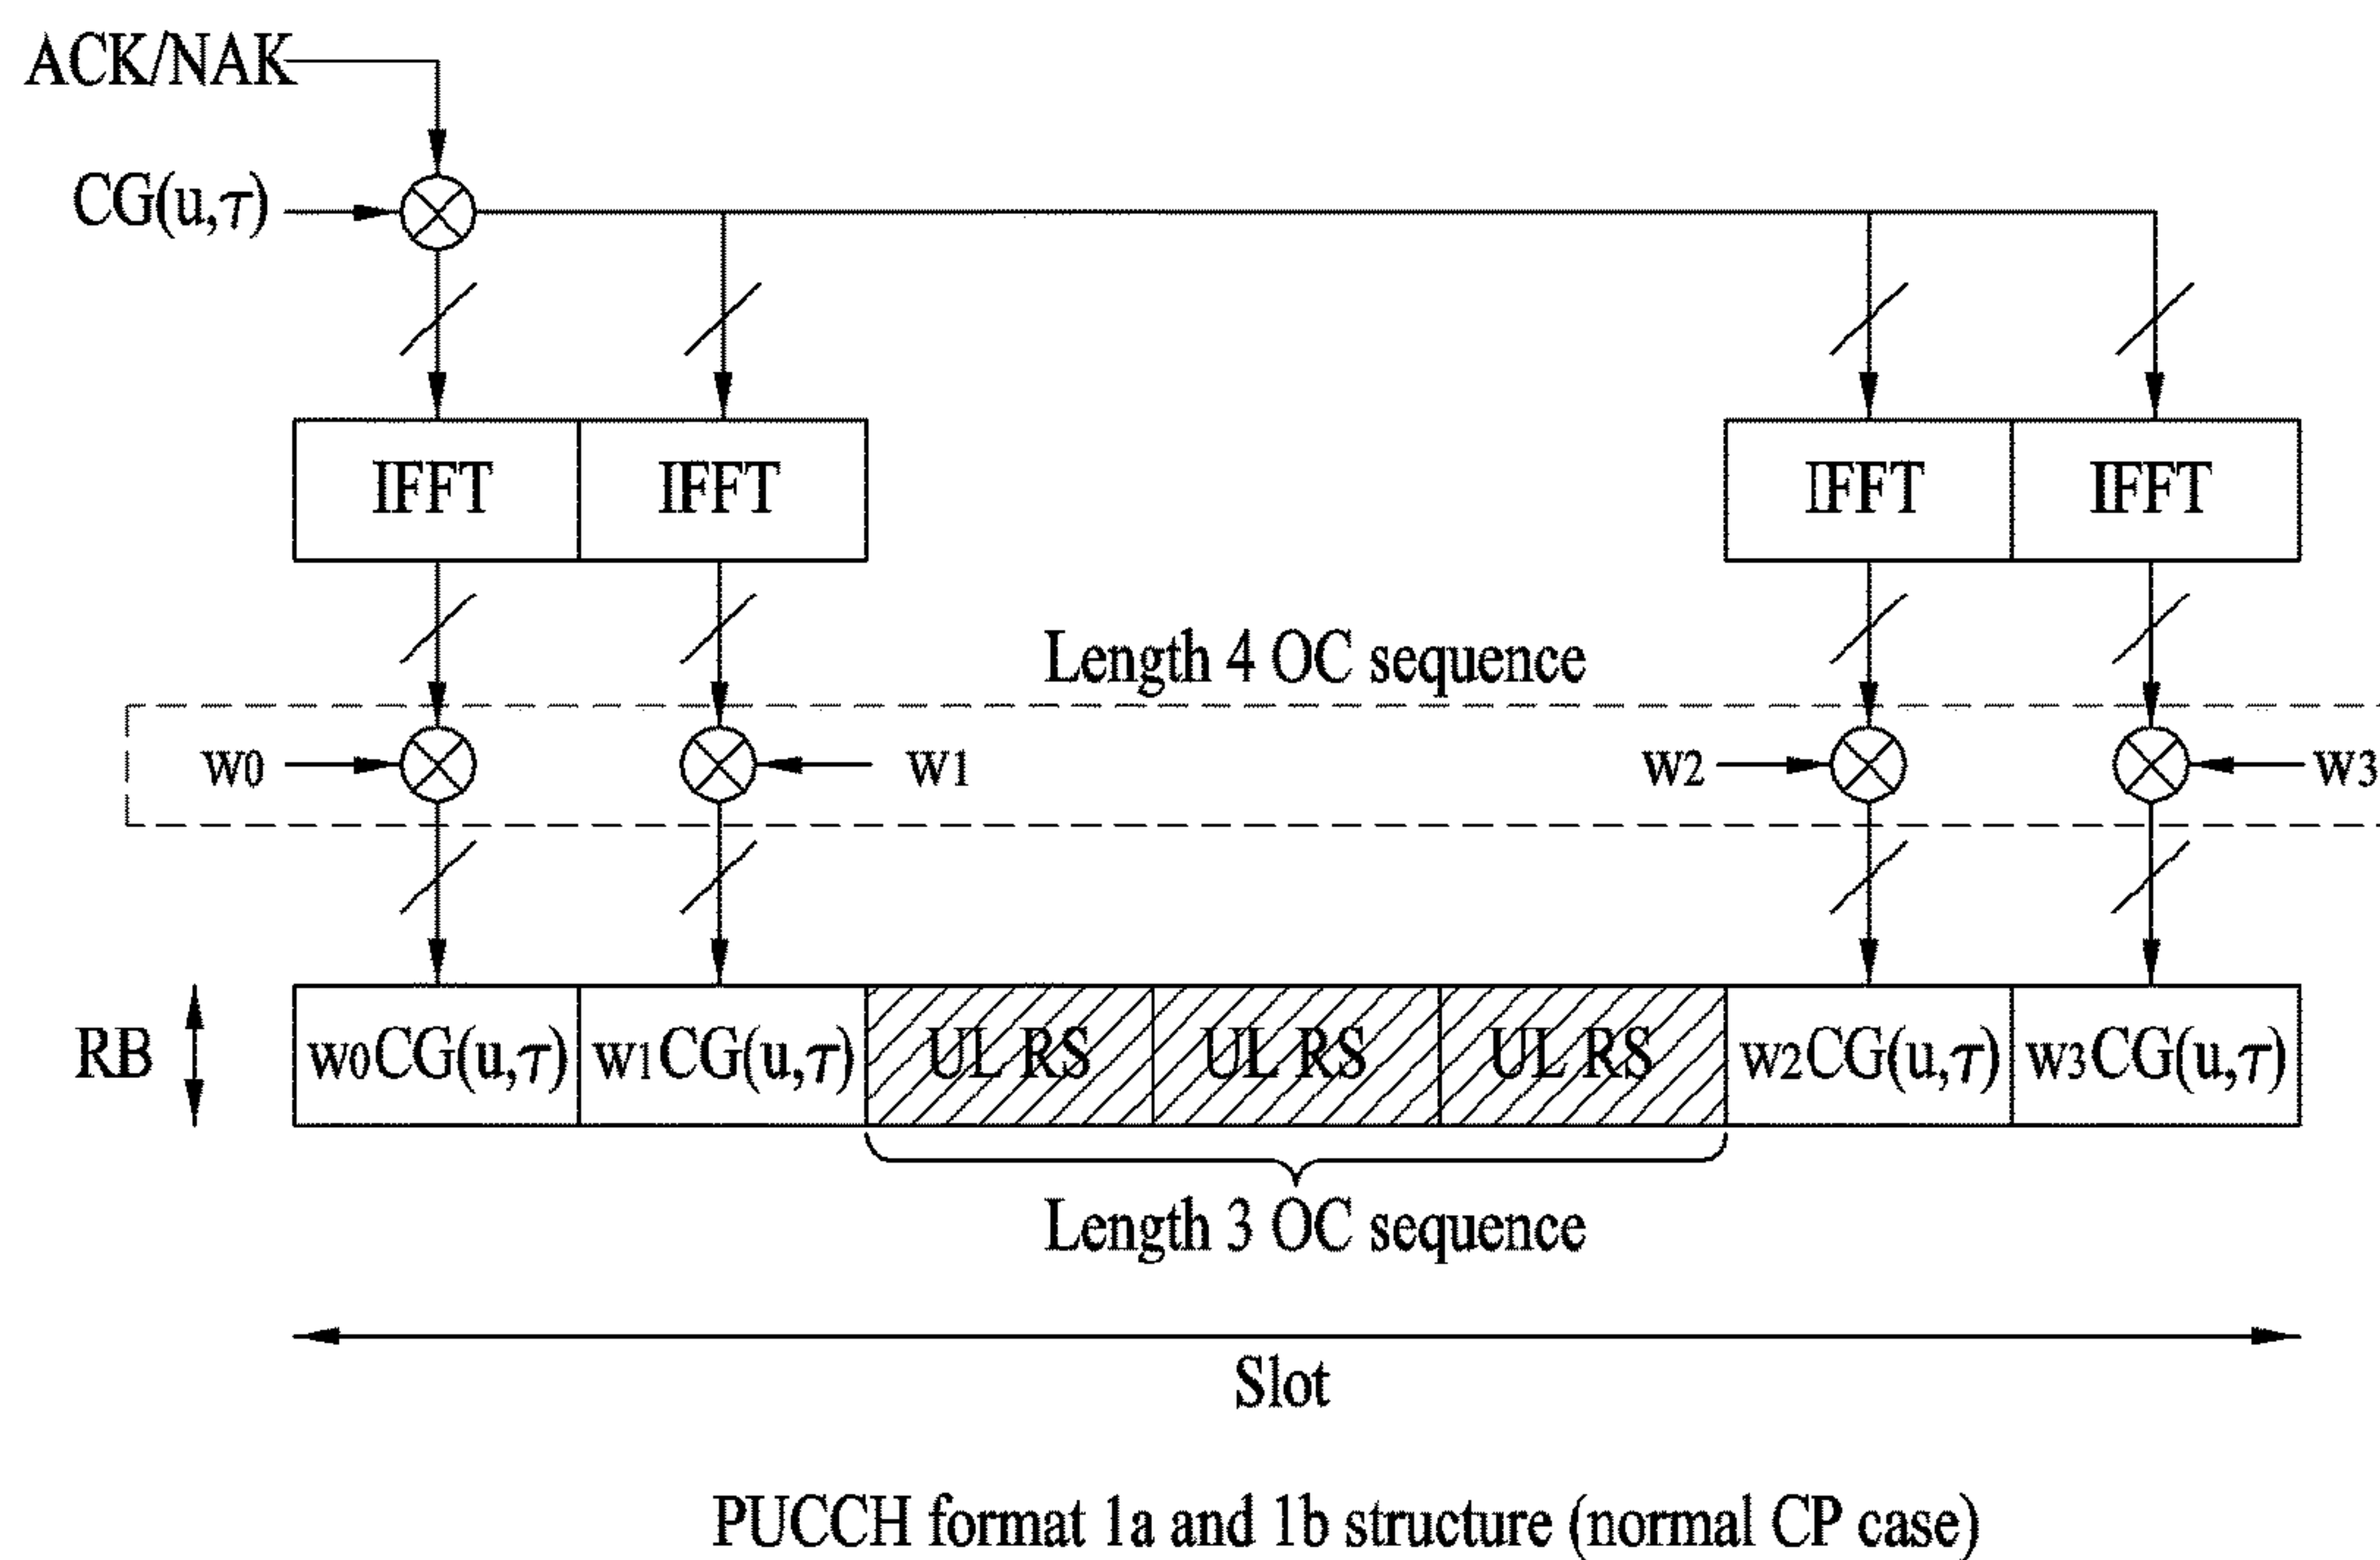 ACK/NAK
CG(u,τ)
IFFT IFFT IFFT IFFT
Length 4 OC sequence
w0 w1 w2 w3
RB w0CG(u,τ) w1CG(u,τ) UL RS UL RS UL RS w2CG(u,τ) w3CG(u,τ)
Length 3 OC sequence
Slot
PUCCH format 1a and 1b structure (normal CP case)